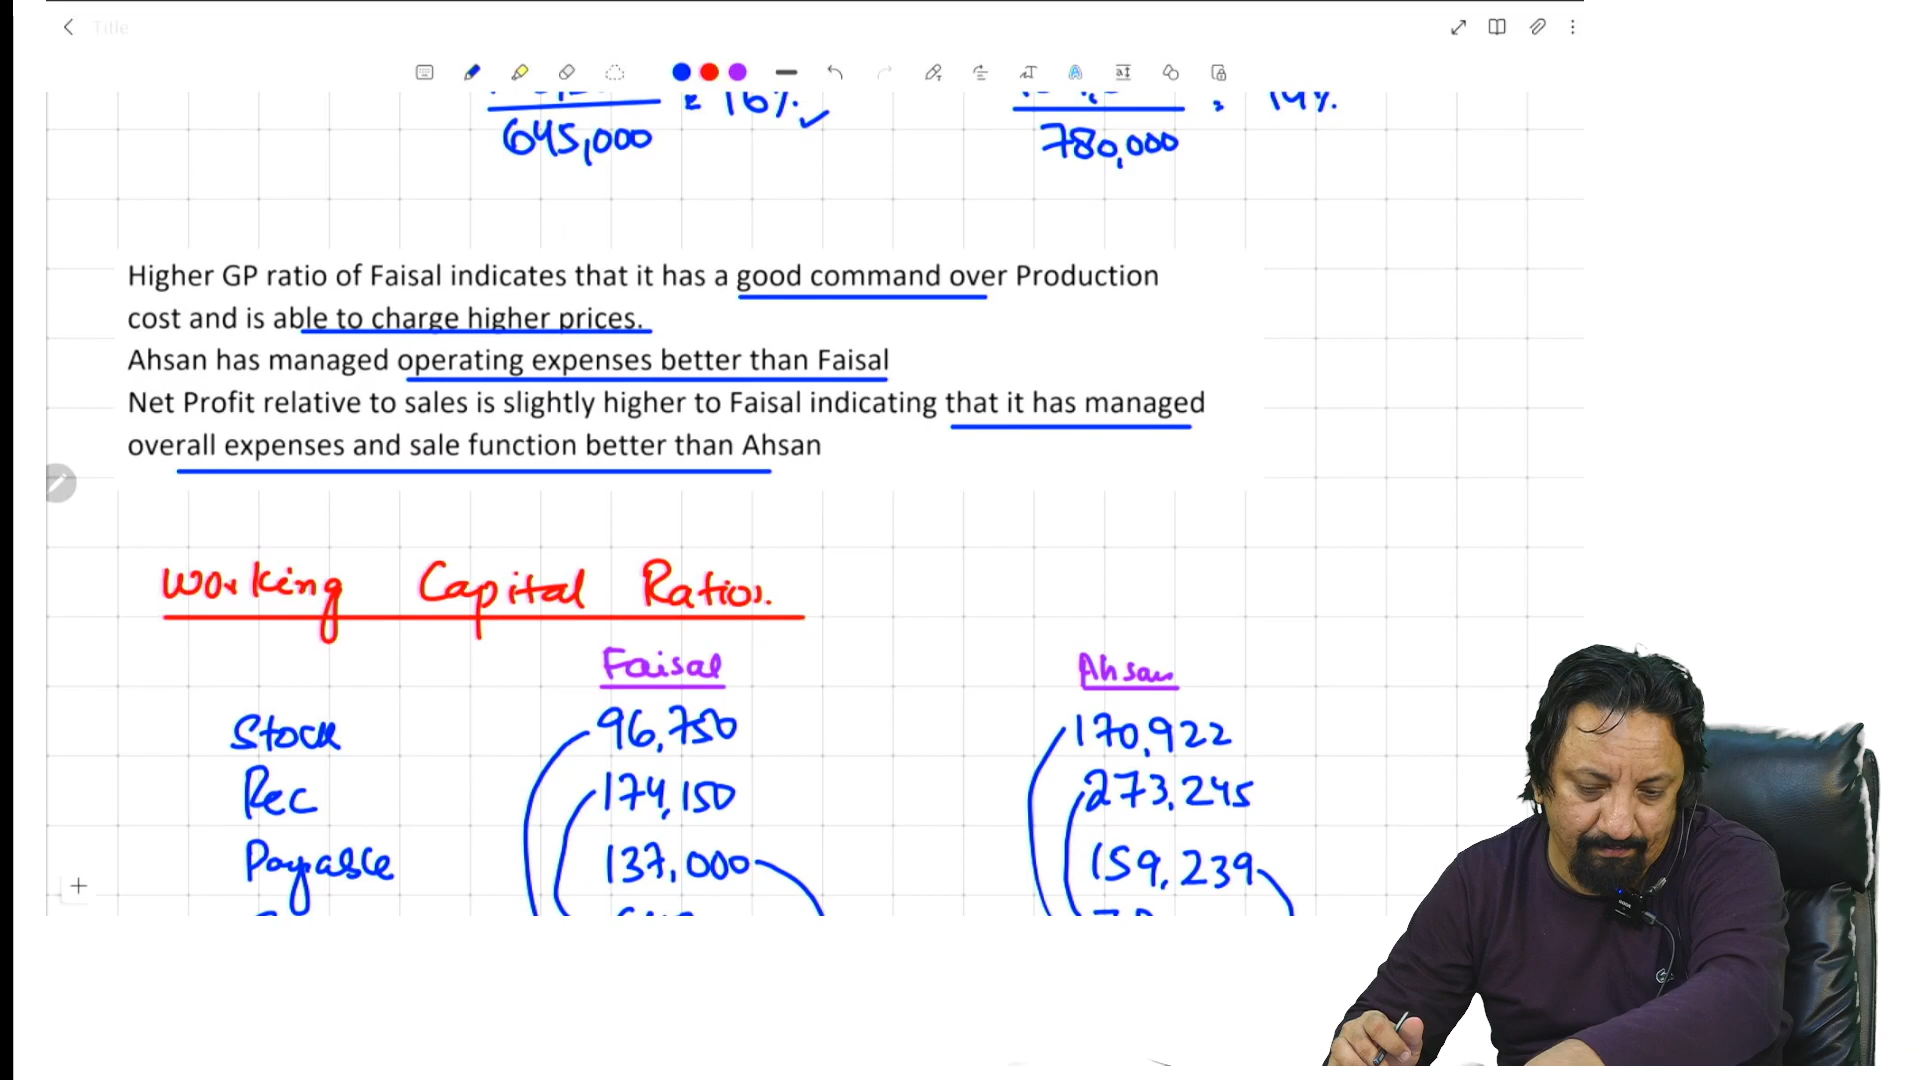 Title
= 16%
645,000
= 14%
780,000
Higher GP ratio of Faisal indicates that it has a good command over Production
cost and is able to charge higher prices.
Ahsan has managed operating expenses better than Faisal
Net Profit relative to sales is slightly higher to Faisal indicating that it has managed
overall expenses and sale function better than Ahsan
Working Capital Ratios.
Faisal Ahsan
Stock 96,750 170,922
Rec 174,150 273,245
Payable 137,000 159,239